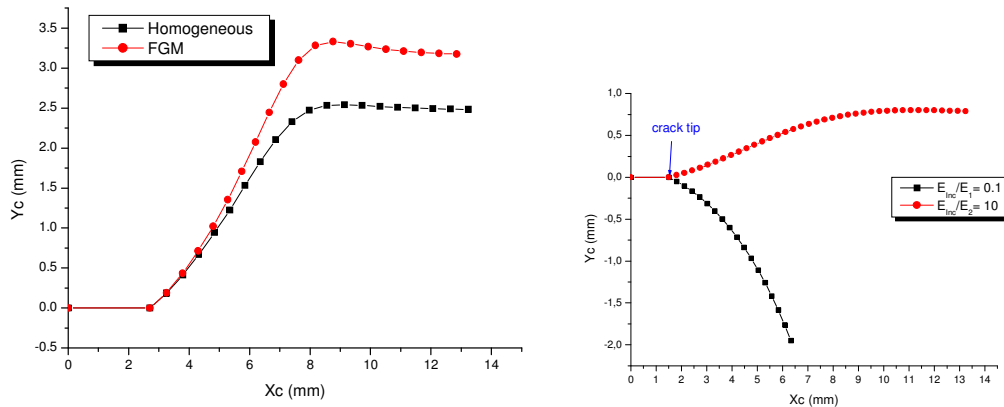 Homogeneous
FGM
3.5
3.0
2.5
2.0
1.5
1.0
0.5
0.0
-0.5
Yc (mm)
0 2 4 6 8 10 12 14
Xc (mm)
1,0
0,5
0,0
-0,5
-1,0
-1,5
-2,0
Yc (mm)
crack tip
E_Inc/E_1= 0.1
E_Inc/E_2= 10
0 1 2 3 4 5 6 7 8 9 10 11 12 13 14
Xc (mm)